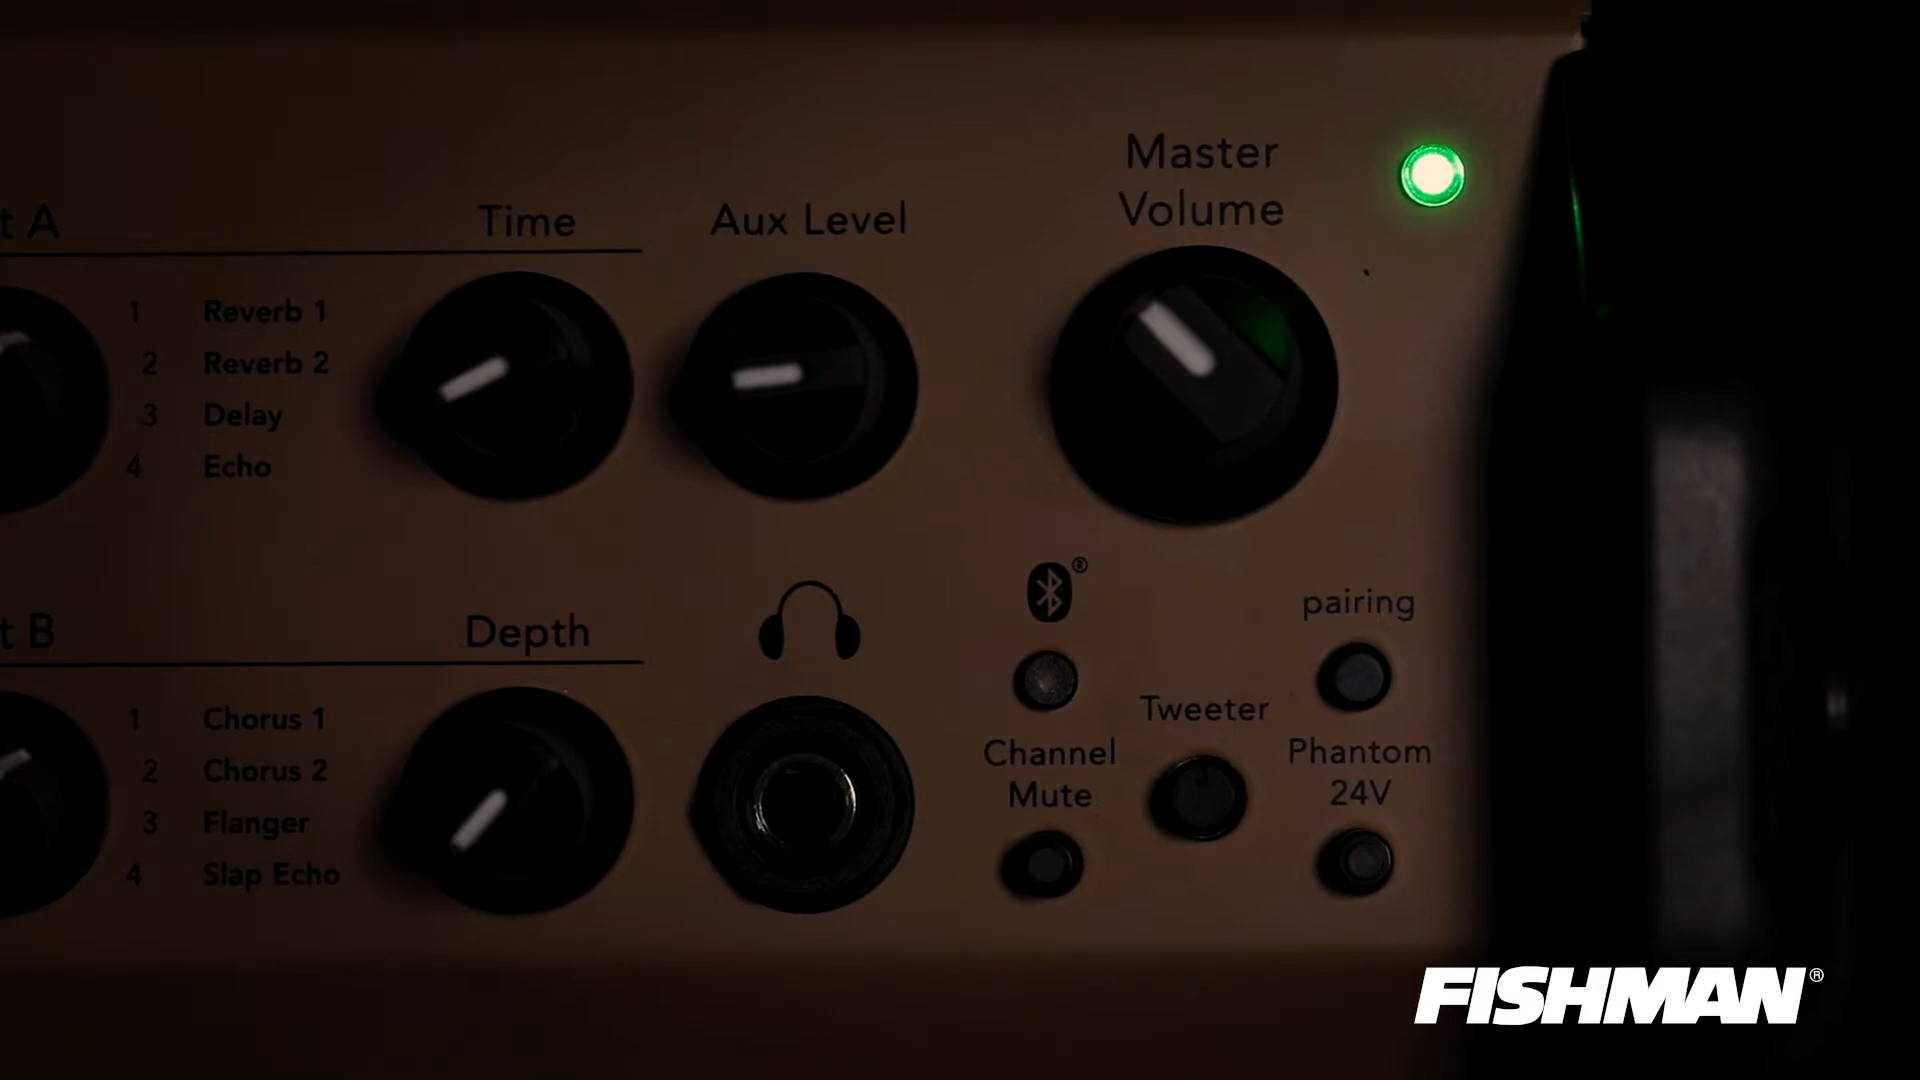 Master
Volume
t A
Time
Aux Level
1 Reverb 1
2 Reverb 2
3 Delay
4 Echo
®
pairing
t B
Depth
Tweeter
Channel
Mute
Phantom
24V
1 Chorus 1
2 Chorus 2
3 Flanger
4 Slap Echo
FISHMAN®